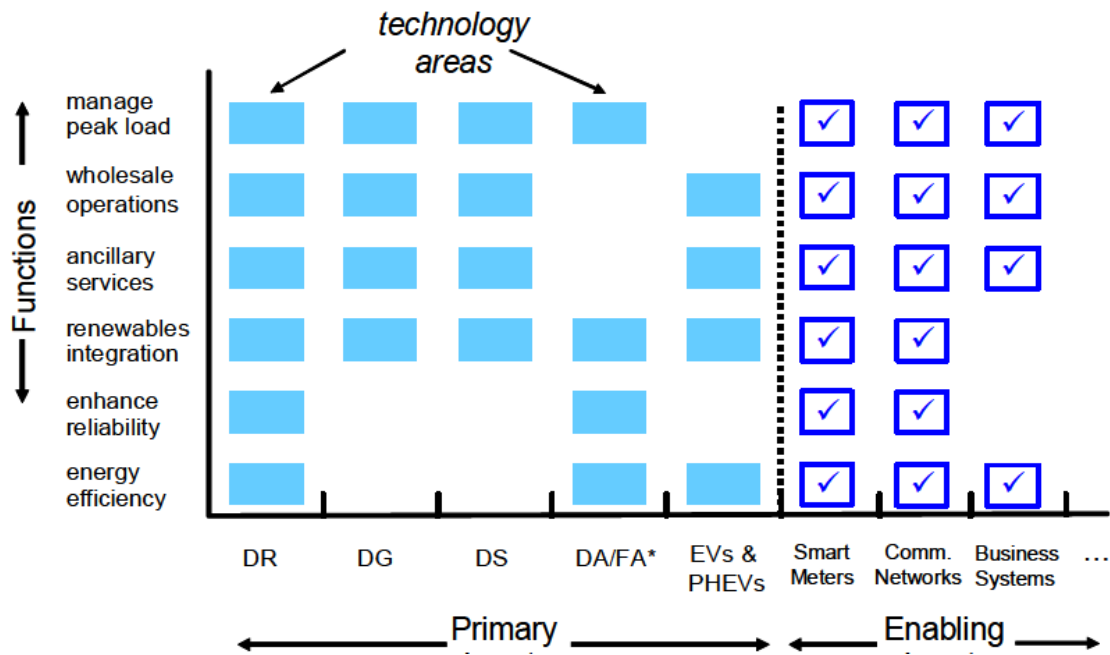 technology
areas
manage
peak load
wholesale
operations
ancillary
services
renewables
integration
enhance
reliability
energy
efficiency
Functions
DR
DG
DS
DA/FA*
EVs &
PHEVs
Smart
Meters
Comm.
Networks
Business
Systems
...
Primary
Enabling